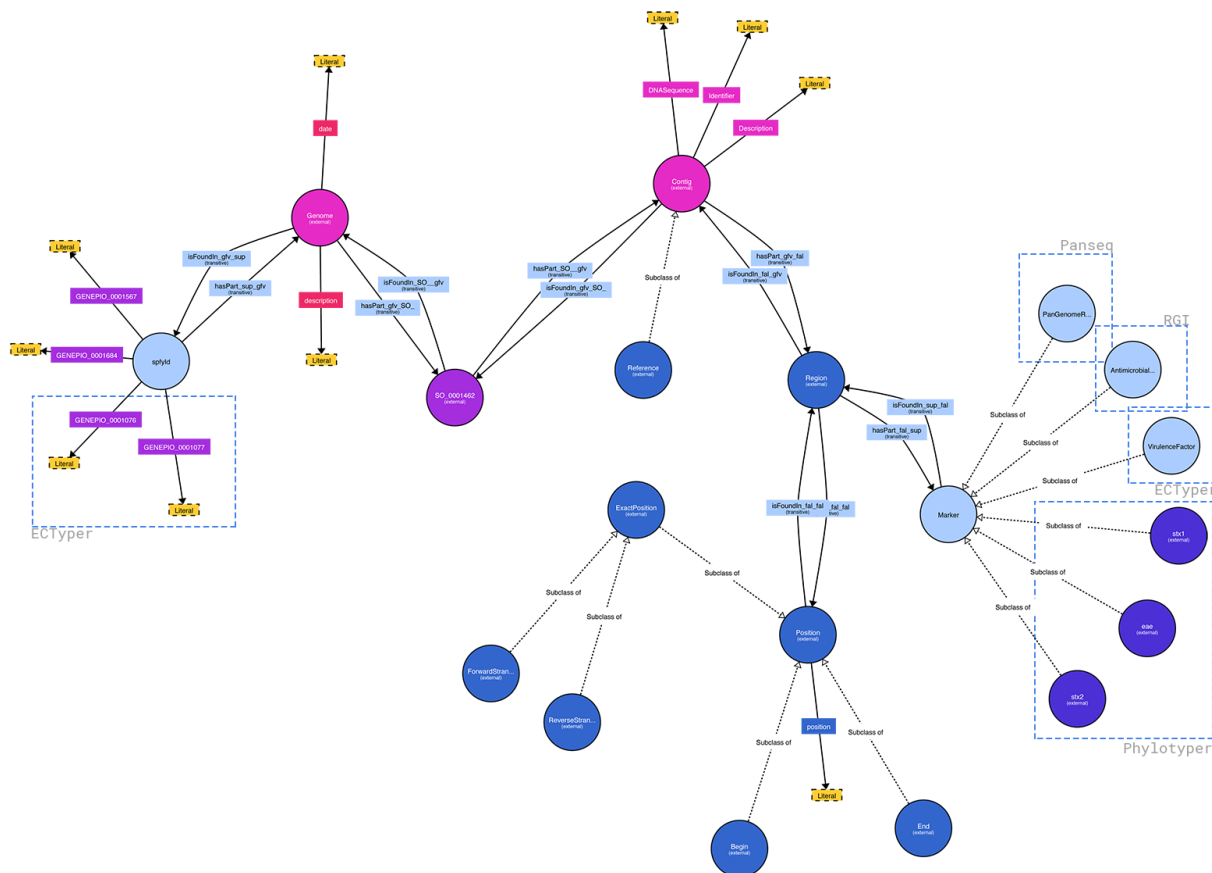 Literal
Literal
Literal
Literal
DNASequence
Identifier
Description
date
Contig
(external)
Genome
(external)
Literal
isFoundIn_gfv_sup
(transitive)
hasPart_sup_gfv
(transitive)
GENEPIO_0001567
isFoundIn_SO__gfv
(transitive)
hasPart_gfv_SO_
(transitive)
description
hasPart_SO__gfv
(transitive)
isFoundIn_gfv_SO_
(transitive)
Subclass of
hasPart_gfv_fal
(transitive)
isFoundIn_fal_gfv
(transitive)
Panseq
PanGenomeR...
RGI
Literal
GENEPIO_0001684
spfyId
Literal
Reference
(external)
Region
(external)
Antimicrobial...
SO_0001462
(external)
isFoundIn_sup_fal
(transitive)
hasPart_fal_sup
(transitive)
Subclass of
Subclass of
VirulenceFactor
Subclass of
ECTyper
GENEPIO_0001076
GENEPIO_0001077
Literal
Literal
ECTyper
ExactPosition
(external)
isFoundIn_fal_fal
(transitive)
_fal_fal
tive)
Marker
Subclass of
stx1
(external)
Subclass of
Subclass of
Subclass of
Subclass of
Subclass of
eae
(external)
Position
(external)
ForwardStran...
(external)
ReverseStran...
(external)
stx2
(external)
Phylotyper
position
Subclass of
Subclass of
Literal
Begin
(external)
End
(external)